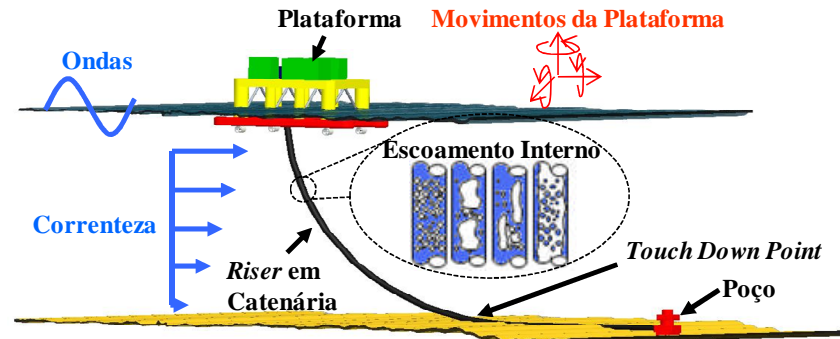 Plataforma
Movimentos da Plataforma
Ondas
Escoamento Interno
Correnteza
Touch Down Point
Riser em
Catenária
Poço